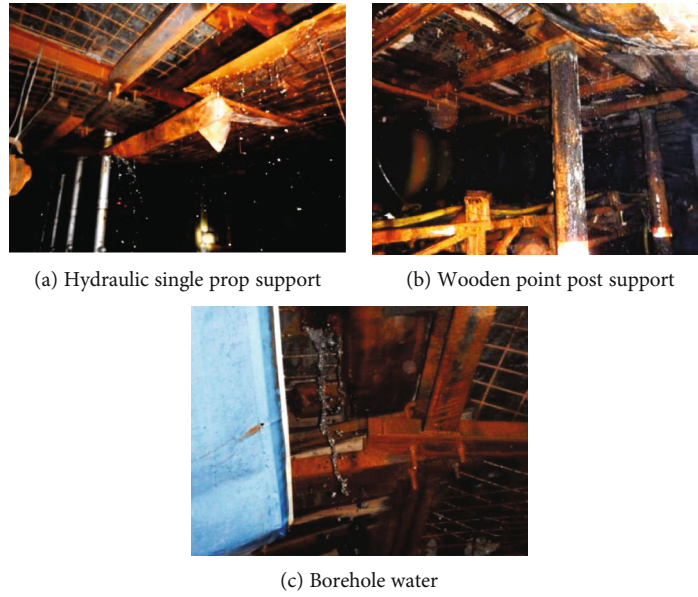 (a) Hydraulic single prop support
(b) Wooden point post support
(c) Borehole water